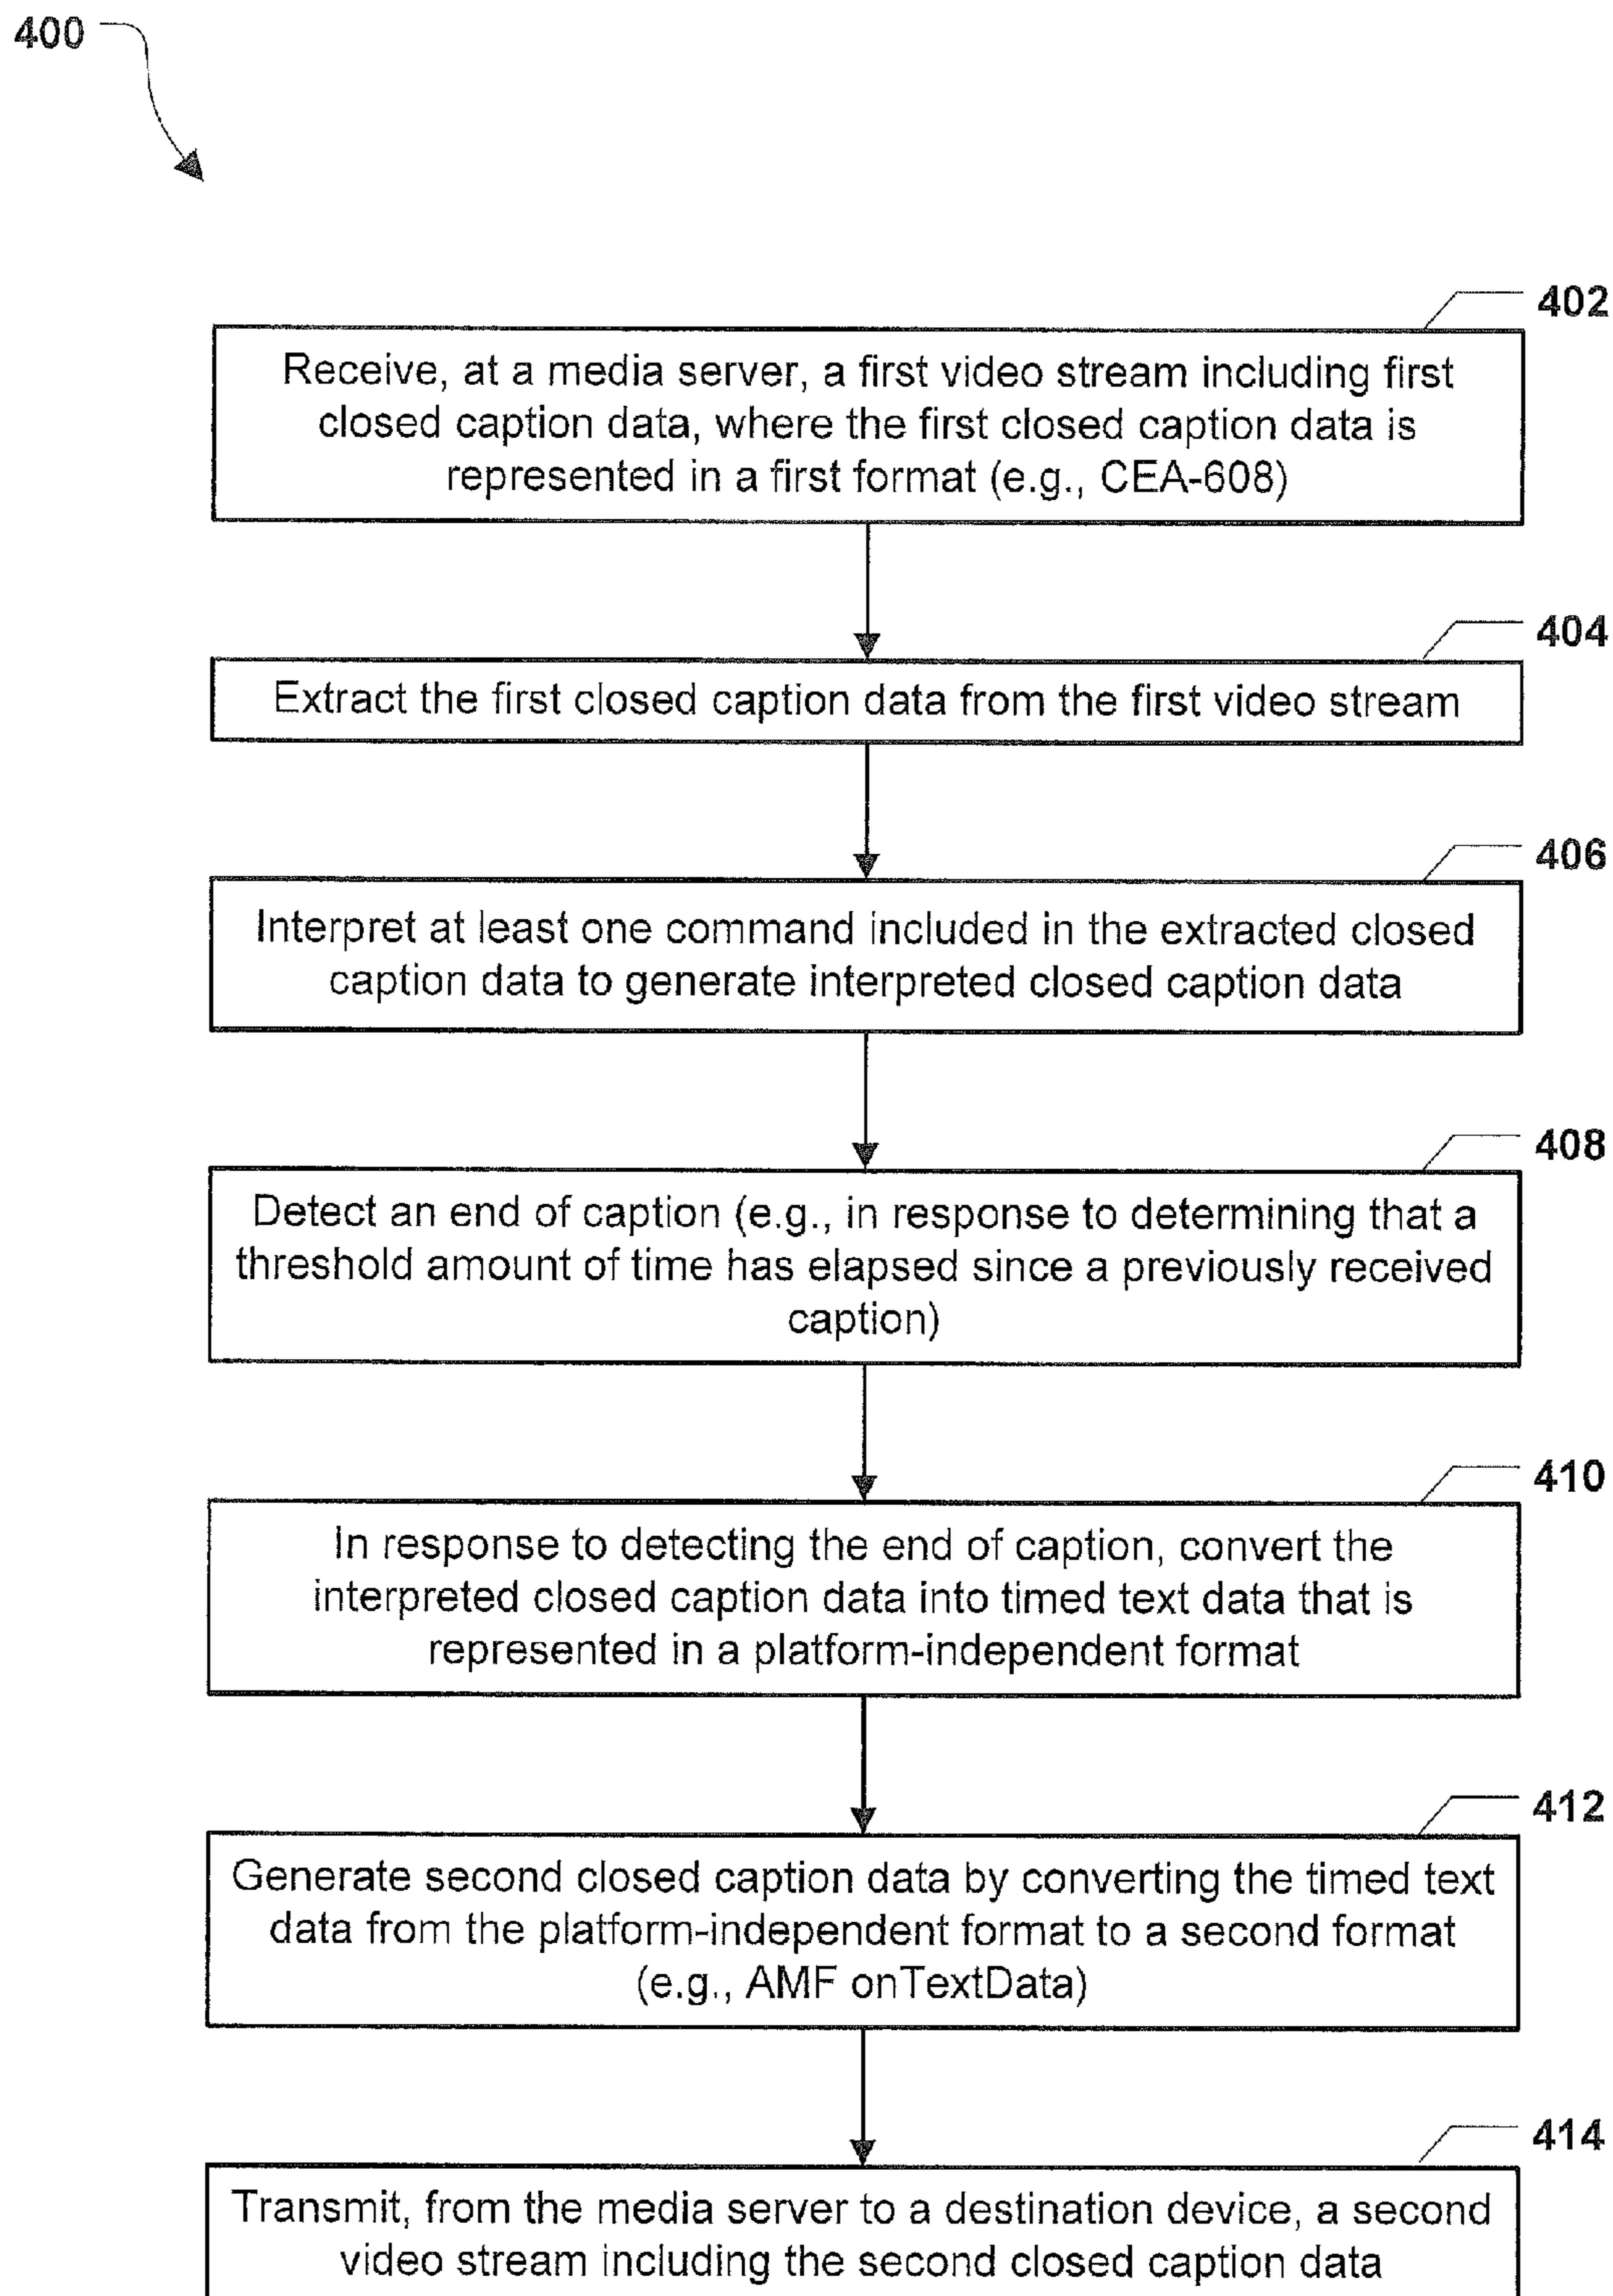 400
402
Receive, at a media server, a first video stream including first
closed caption data, where the first closed caption data is
represented in a first format (e.g., CEA-608)
404
Extract the first closed caption data from the first video stream
406
Interpret at least one command included in the extracted closed
caption data to generate interpreted closed caption data
408
Detect an end of caption (e.g., in response to determining that a
threshold amount of time has elapsed since a previously received
caption)
410
In response to detecting the end of caption, convert the
interpreted closed caption data into timed text data that is
represented in a platform-independent format
412
Generate second closed caption data by converting the timed text
data from the platform-independent format to a second format
(e.g., AMF onTextData)
414
Transmit, from the media server to a destination device, a second
video stream including the second closed caption data